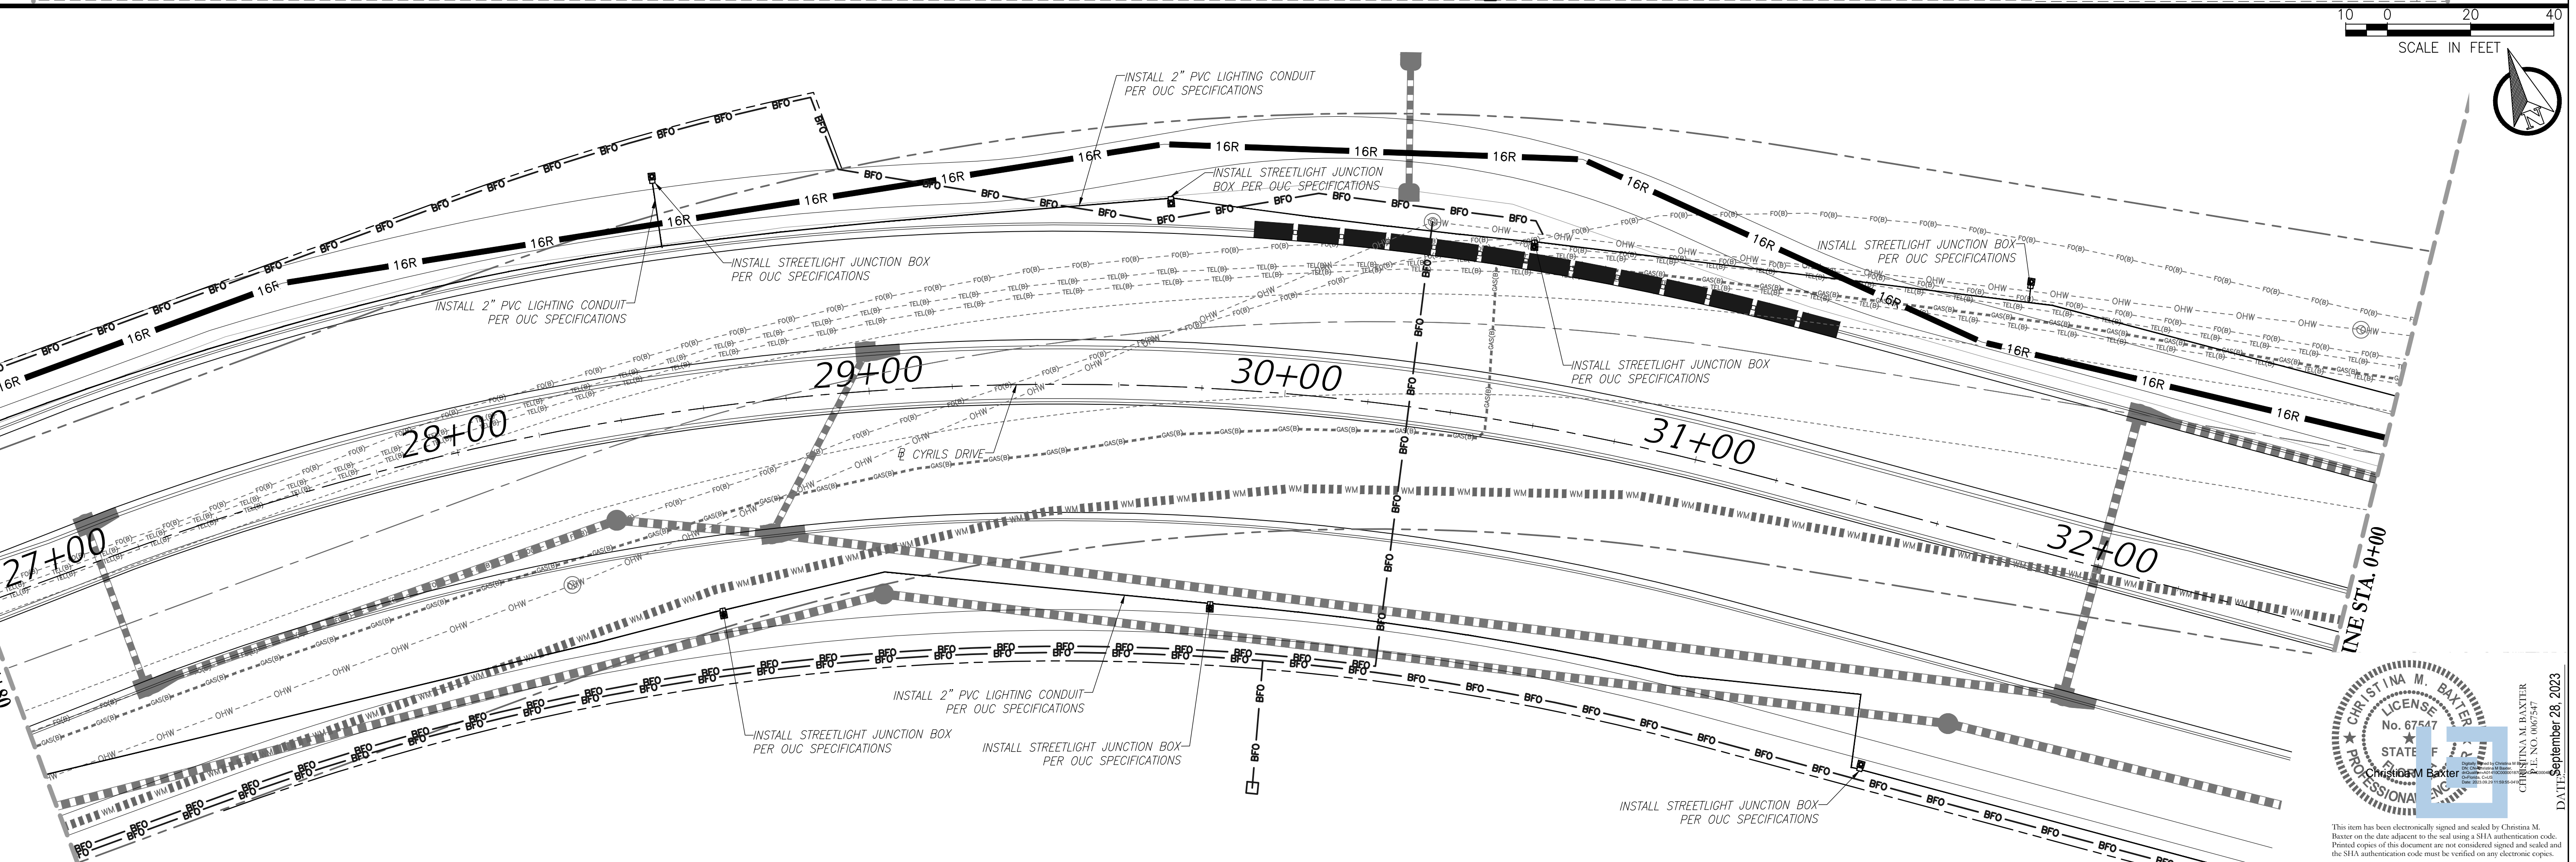 10 0 20 40
SCALE IN FEET
N
INSTALL 2" PVC LIGHTING CONDUIT
PER OUC SPECIFICATIONS
INSTALL STREETLIGHT JUNCTION
BOX PER OUC SPECIFICATIONS
INSTALL STREETLIGHT JUNCTION BOX
PER OUC SPECIFICATIONS
INSTALL STREETLIGHT JUNCTION BOX
PER OUC SPECIFICATIONS
INSTALL 2" PVC LIGHTING CONDUIT
PER OUC SPECIFICATIONS
INSTALL STREETLIGHT JUNCTION BOX
PER OUC SPECIFICATIONS
BFO
16R
FO(B)
TEL(B)
OHW
GAS(B)
WM
27+00
28+00
29+00
30+00
31+00
32+00
CYRILS DRIVE
INE STA. 0+00
INSTALL 2" PVC LIGHTING CONDUIT
PER OUC SPECIFICATIONS
INSTALL STREETLIGHT JUNCTION BOX
PER OUC SPECIFICATIONS
INSTALL STREETLIGHT JUNCTION BOX
PER OUC SPECIFICATIONS
INSTALL STREETLIGHT JUNCTION BOX
PER OUC SPECIFICATIONS
CHRISTINA M. BAXTER
LICENSE
No. 67547
STATE OF
PROFESSIONAL
Christina M Baxter
CHRISTINA M. BAXTER
P.E. NO. 0067547
September 28, 2023
DATE:
This item has been electronically signed and sealed by Christina M.
Baxter on the date adjacent to the seal using a SHA authentication code.
Printed copies of this document are not considered signed and sealed and
the SHA authentication code must be verified on any electronic copies.